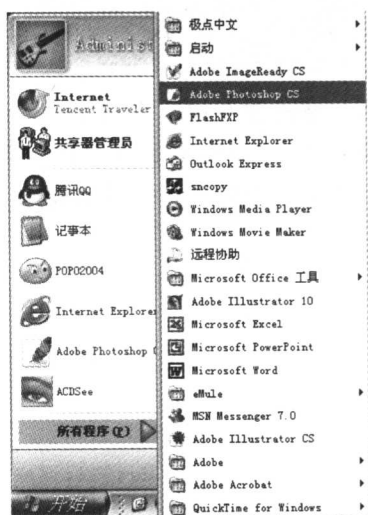 Administ
Internet
Tencent Traveler
共享器管理员
腾讯QQ
记事本
POPO2004
Internet Explore
Adobe Photoshop
ACDSee
所有程序(P)
开始
极点中文
启动
Adobe ImageReady CS
Adobe Photoshop CS
FlashFXP
Internet Explorer
Outlook Express
sncopy
Windows Media Player
Windows Movie Maker
远程协助
Microsoft Office 工具
Adobe Illustrator 10
Microsoft Excel
Microsoft PowerPoint
Microsoft Word
eMule
MSN Messenger 7.0
Adobe Illustrator CS
Adobe
Adobe Acrobat
QuickTime for Windows